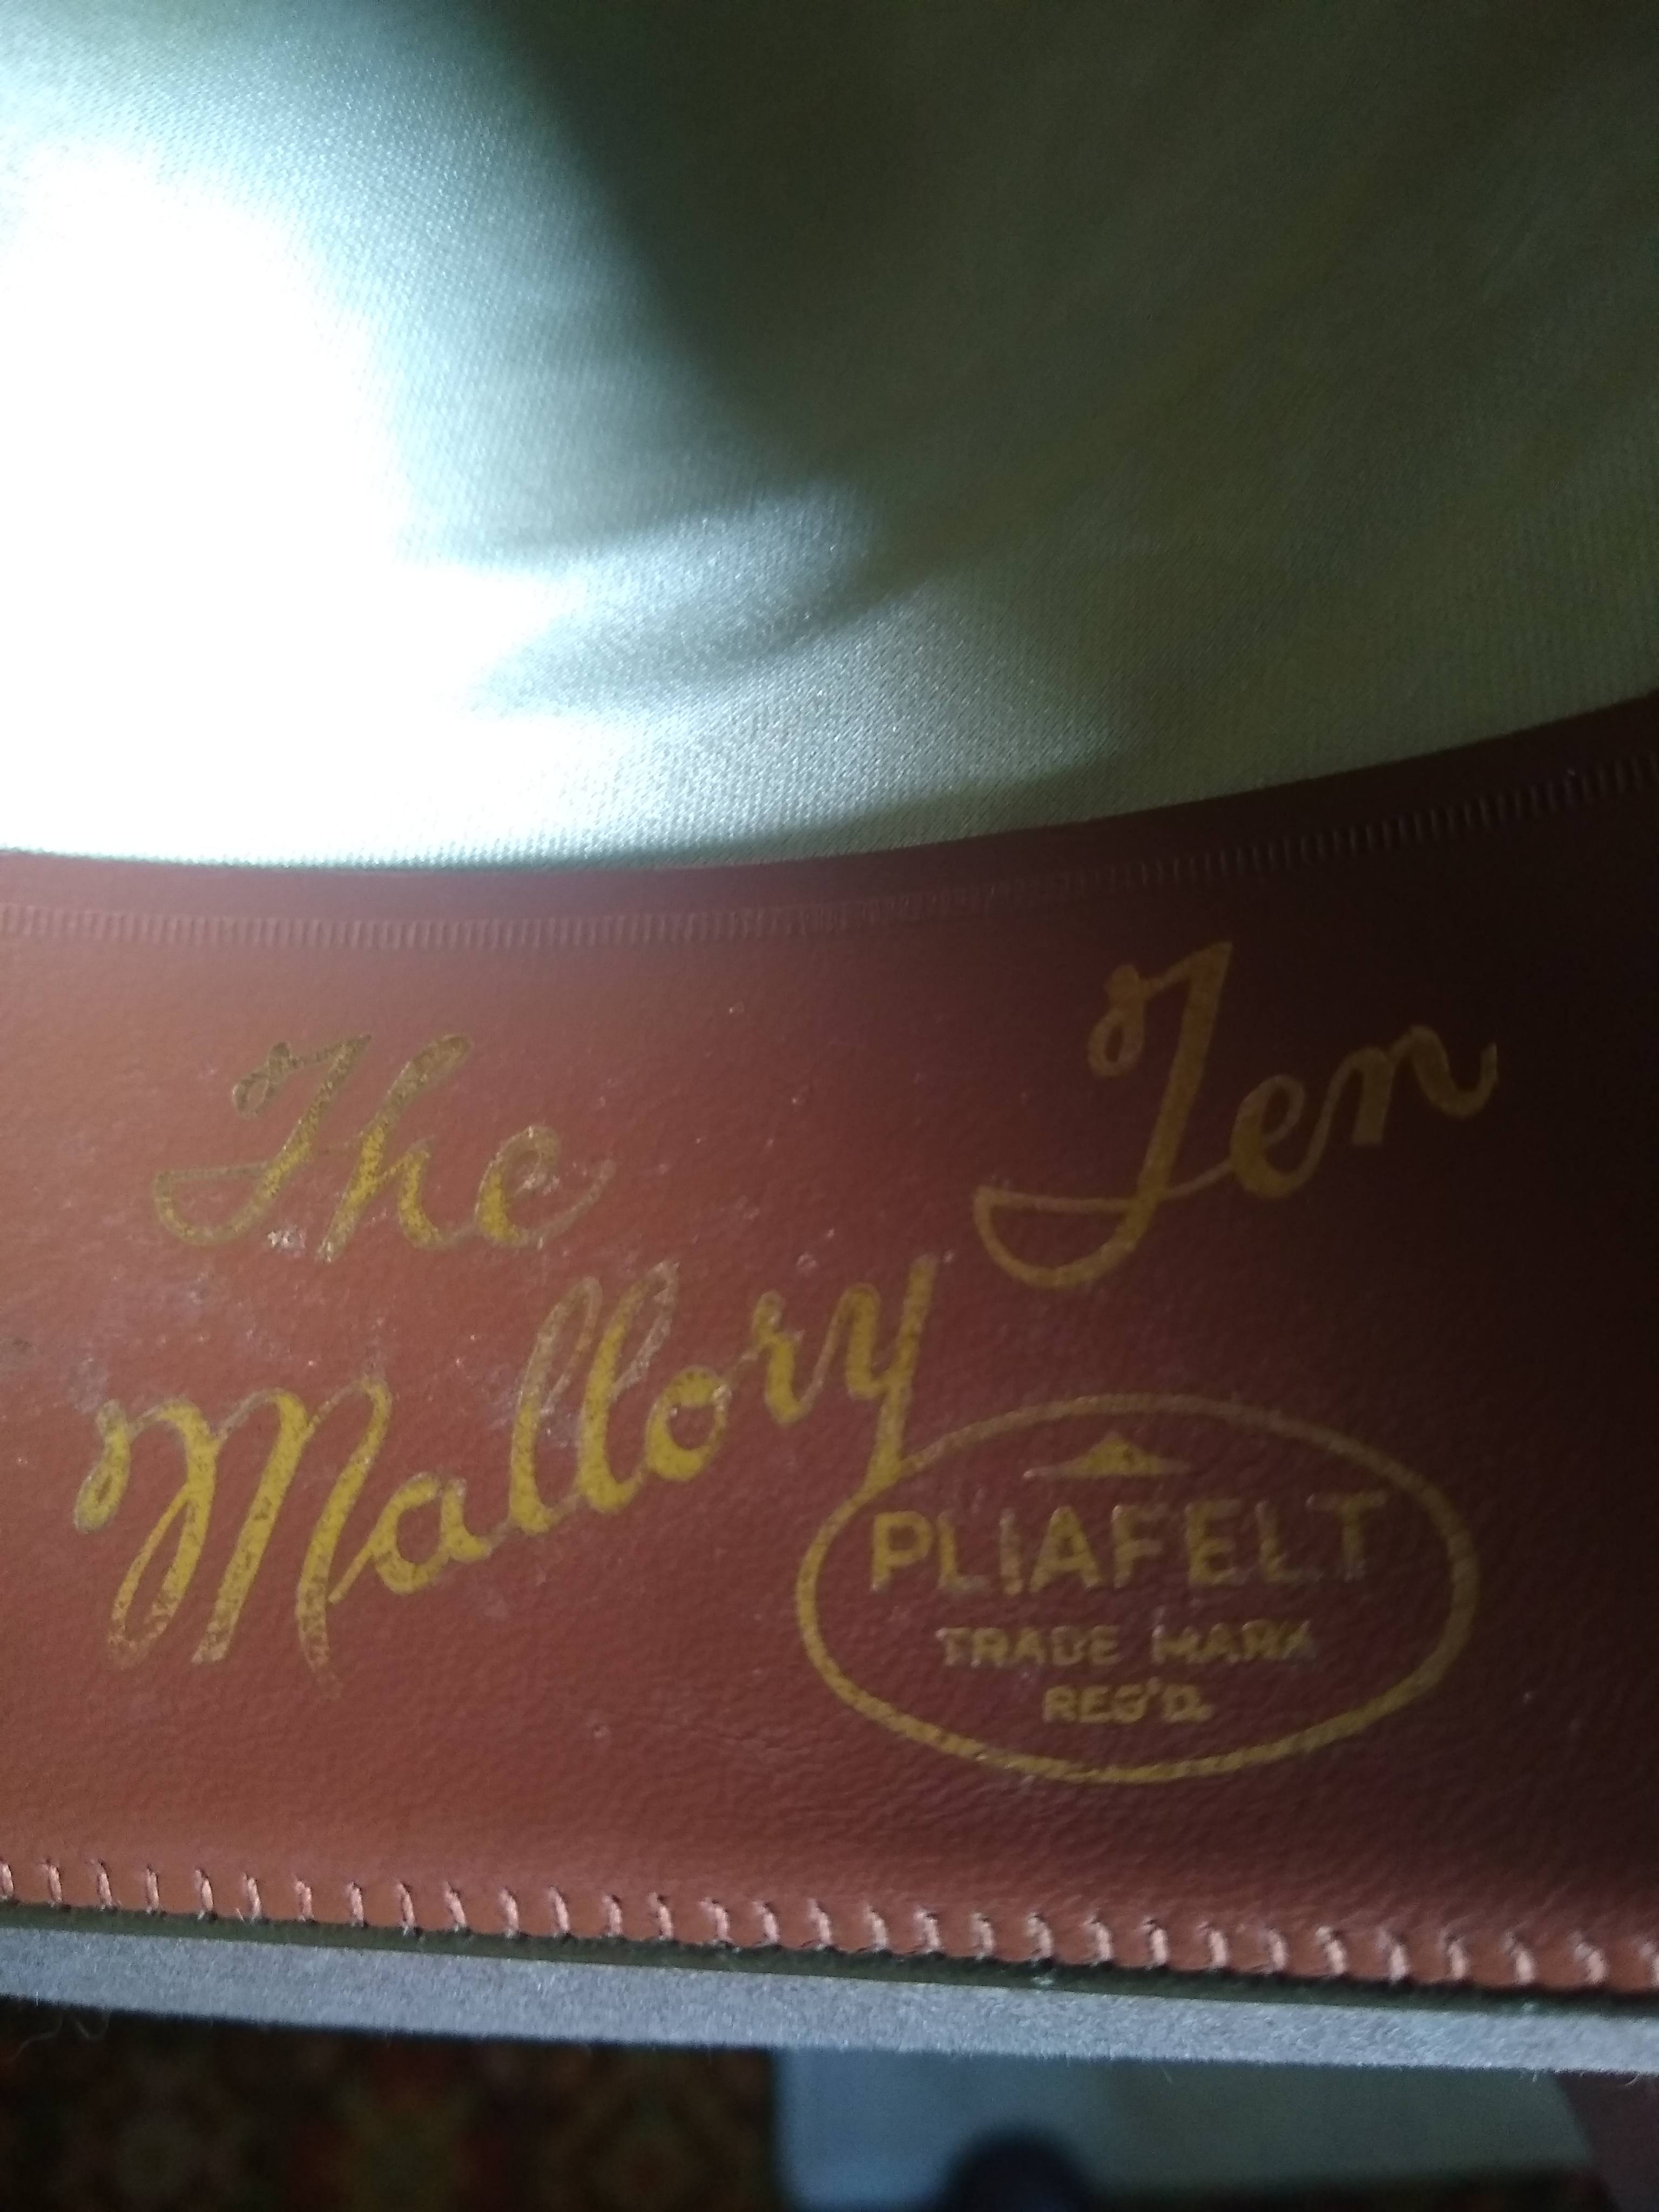 The
Mallory
Ten
PLIAFELT
TRADE MARK
REG'D.